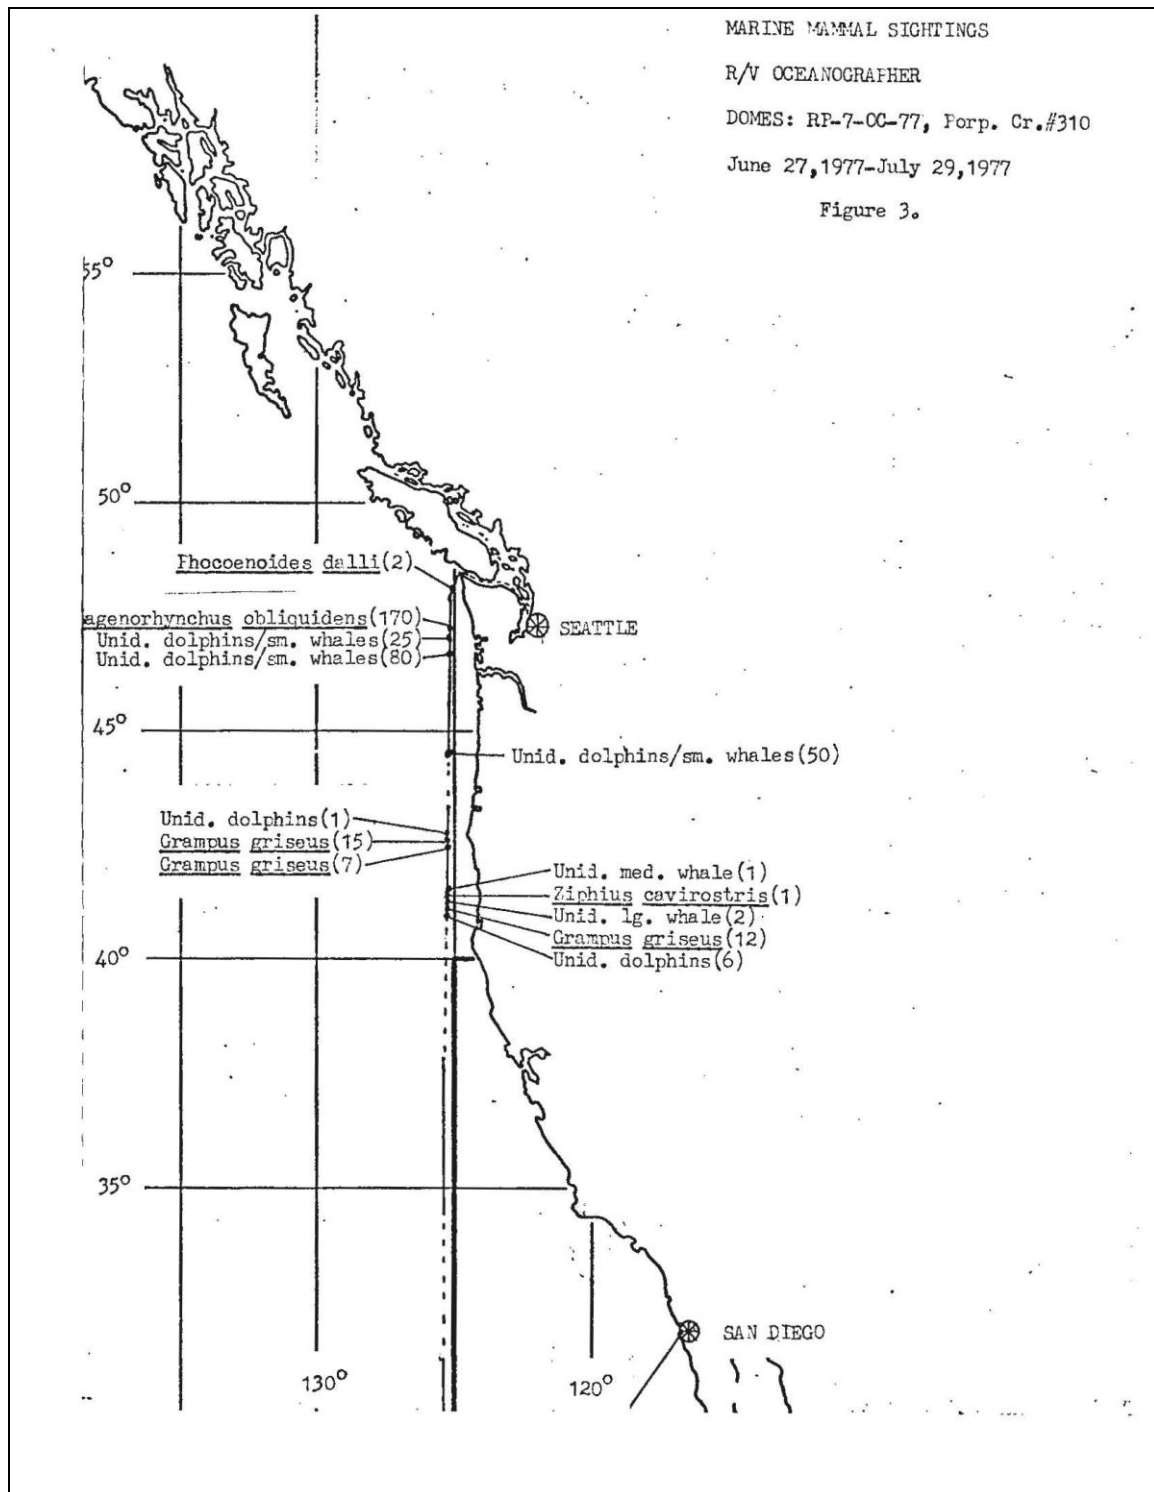 MARINE MAMMAL SIGHTINGS
R/V OCEANOGRAPHER
DOMES: RP-7-OC-77, Porp. Cr.#310
June 27,1977-July 29,1977
Figure 3.
55°
50°
Phocoenoides dalli(2)
agenorhynchus obliquidens(170)
SEATTLE
Unid. dolphins/sm. whales(25)
Unid. dolphins/sm. whales(80)
45°
Unid. dolphins/sm. whales(50)
Unid. dolphins(1)
Grampus griseus(15)
Grampus griseus(7)
Unid. med. whale(1)
Ziphius cavirostris(1)
Unid. lg. whale(2)
Grampus griseus(12)
Unid. dolphins(6)
40°
35°
SAN DIEGO
130°
120°